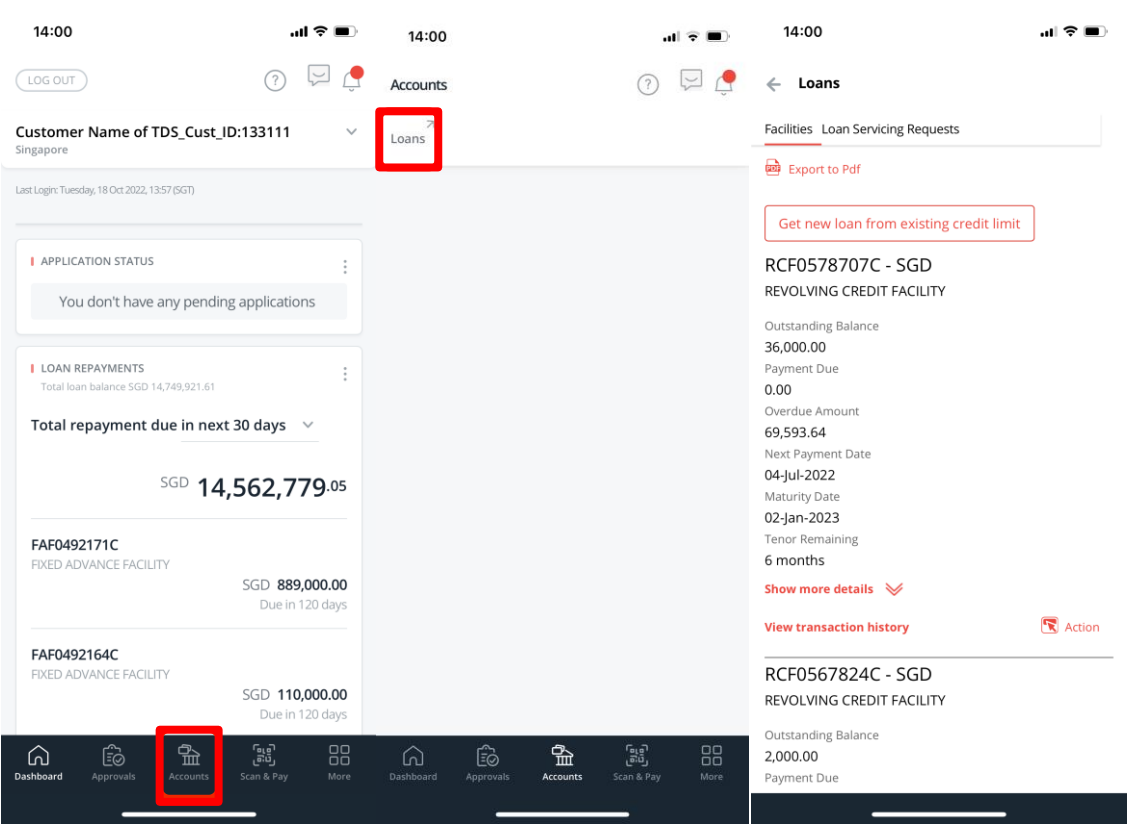 14:00
LOG OUT
?
Customer Name of TDS_Cust_ID:133111
Singapore
Last Login: Tuesday, 18 Oct 2022, 13:57 (SGT)
APPLICATION STATUS
You don't have any pending applications
LOAN REPAYMENTS
Total loan balance SGD 14,749,921.61
Total repayment due in next 30 days
SGD 14,562,779.05
FAF0492171C
FIXED ADVANCE FACILITY
SGD 889,000.00
Due in 120 days
FAF0492164C
FIXED ADVANCE FACILITY
SGD 110,000.00
Due in 120 days
Dashboard Approvals Accounts Scan & Pay More
14:00
Accounts
?
Loans
Dashboard Approvals Accounts Scan & Pay More
14:00
Loans
Facilities Loan Servicing Requests
PDF Export to Pdf
Get new loan from existing credit limit
RCF0578707C - SGD
REVOLVING CREDIT FACILITY
Outstanding Balance
36,000.00
Payment Due
0.00
Overdue Amount
69,593.64
Next Payment Date
04-Jul-2022
Maturity Date
02-Jan-2023
Tenor Remaining
6 months
Show more details
View transaction history Action
RCF0567824C - SGD
REVOLVING CREDIT FACILITY
Outstanding Balance
2,000.00
Payment Due